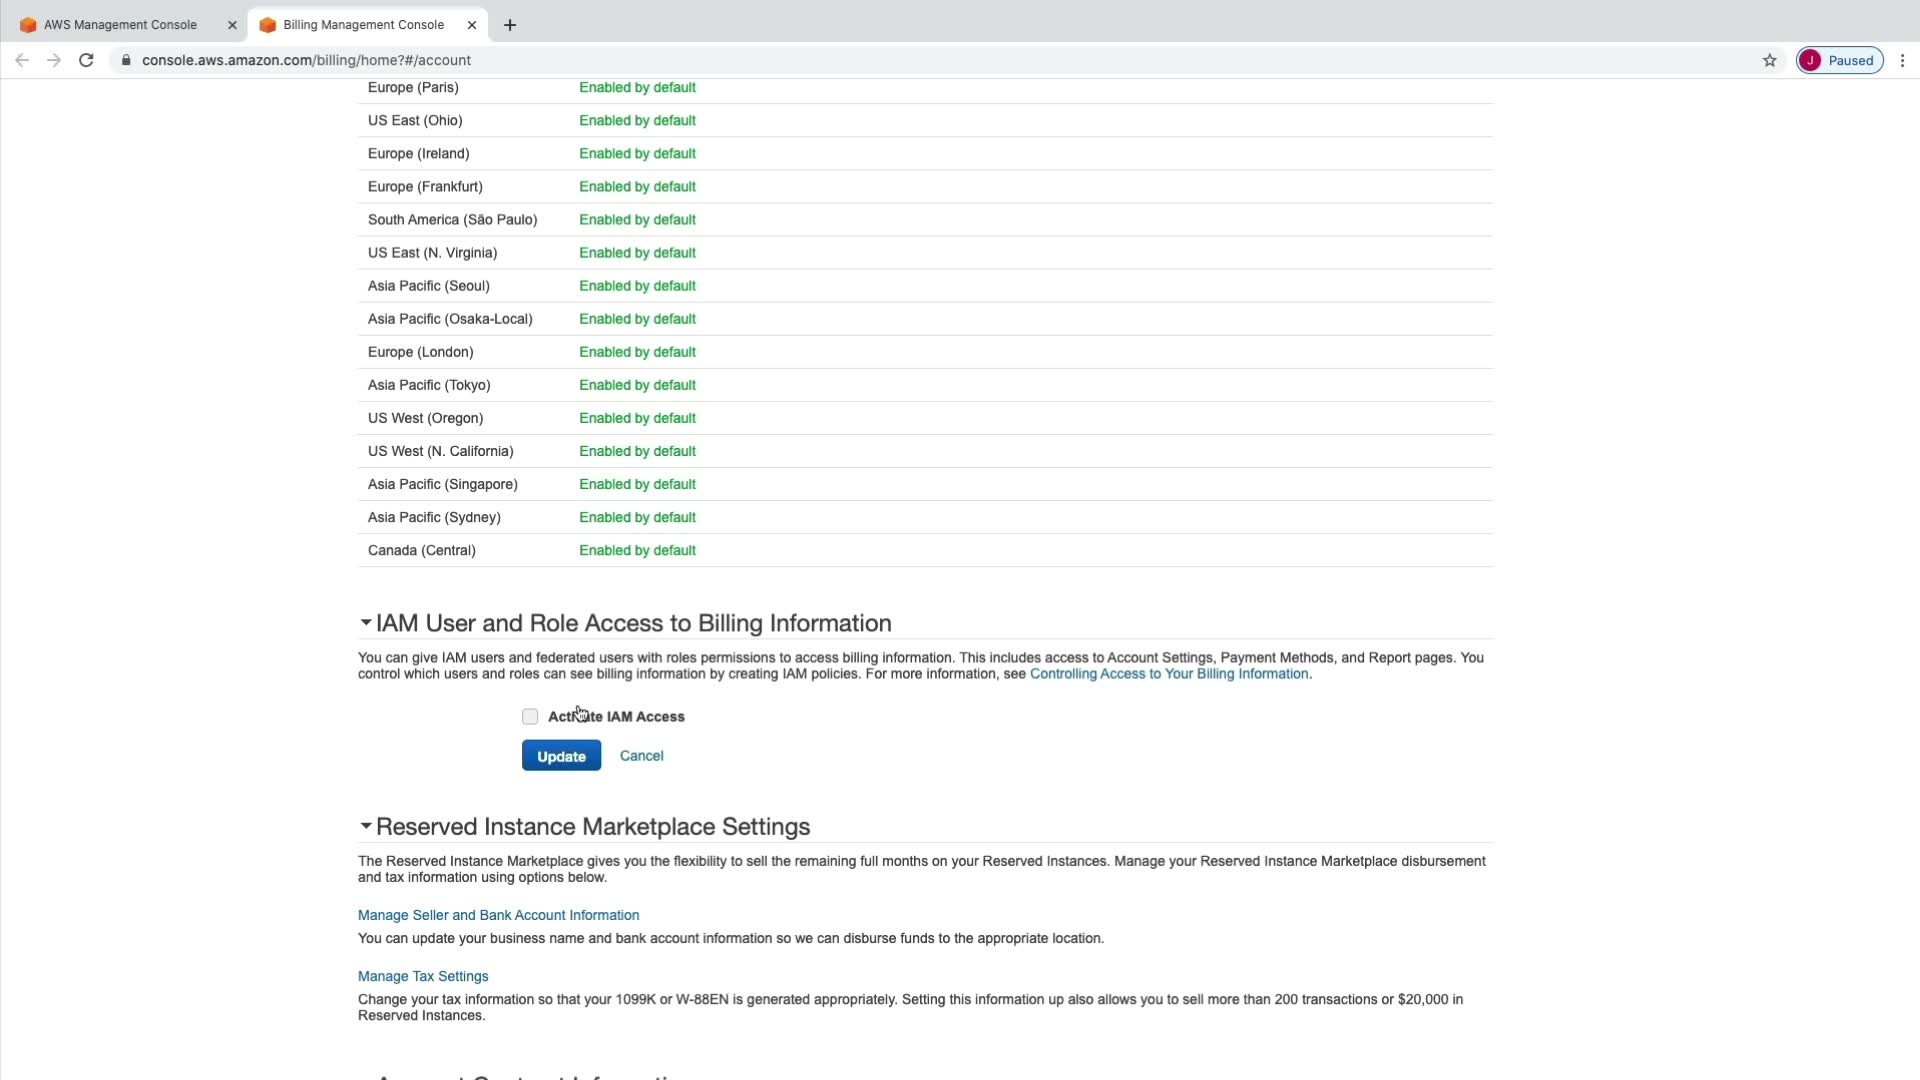 AWS Management Console
Billing Management Console
console.aws.amazon.com/billing/home?#/account
J Paused
Europe (Paris) Enabled by default
US East (Ohio) Enabled by default
Europe (Ireland) Enabled by default
Europe (Frankfurt) Enabled by default
South America (São Paulo) Enabled by default
US East (N. Virginia) Enabled by default
Asia Pacific (Seoul) Enabled by default
Asia Pacific (Osaka-Local) Enabled by default
Europe (London) Enabled by default
Asia Pacific (Tokyo) Enabled by default
US West (Oregon) Enabled by default
US West (N. California) Enabled by default
Asia Pacific (Singapore) Enabled by default
Asia Pacific (Sydney) Enabled by default
Canada (Central) Enabled by default
IAM User and Role Access to Billing Information
You can give IAM users and federated users with roles permissions to access billing information. This includes access to Account Settings, Payment Methods, and Report pages. You
control which users and roles can see billing information by creating IAM policies. For more information, see Controlling Access to Your Billing Information.
Activate IAM Access
Update Cancel
Reserved Instance Marketplace Settings
The Reserved Instance Marketplace gives you the flexibility to sell the remaining full months on your Reserved Instances. Manage your Reserved Instance Marketplace disbursement
and tax information using options below.
Manage Seller and Bank Account Information
You can update your business name and bank account information so we can disburse funds to the appropriate location.
Manage Tax Settings
Change your tax information so that your 1099K or W-88EN is generated appropriately. Setting this information up also allows you to sell more than 200 transactions or $20,000 in
Reserved Instances.